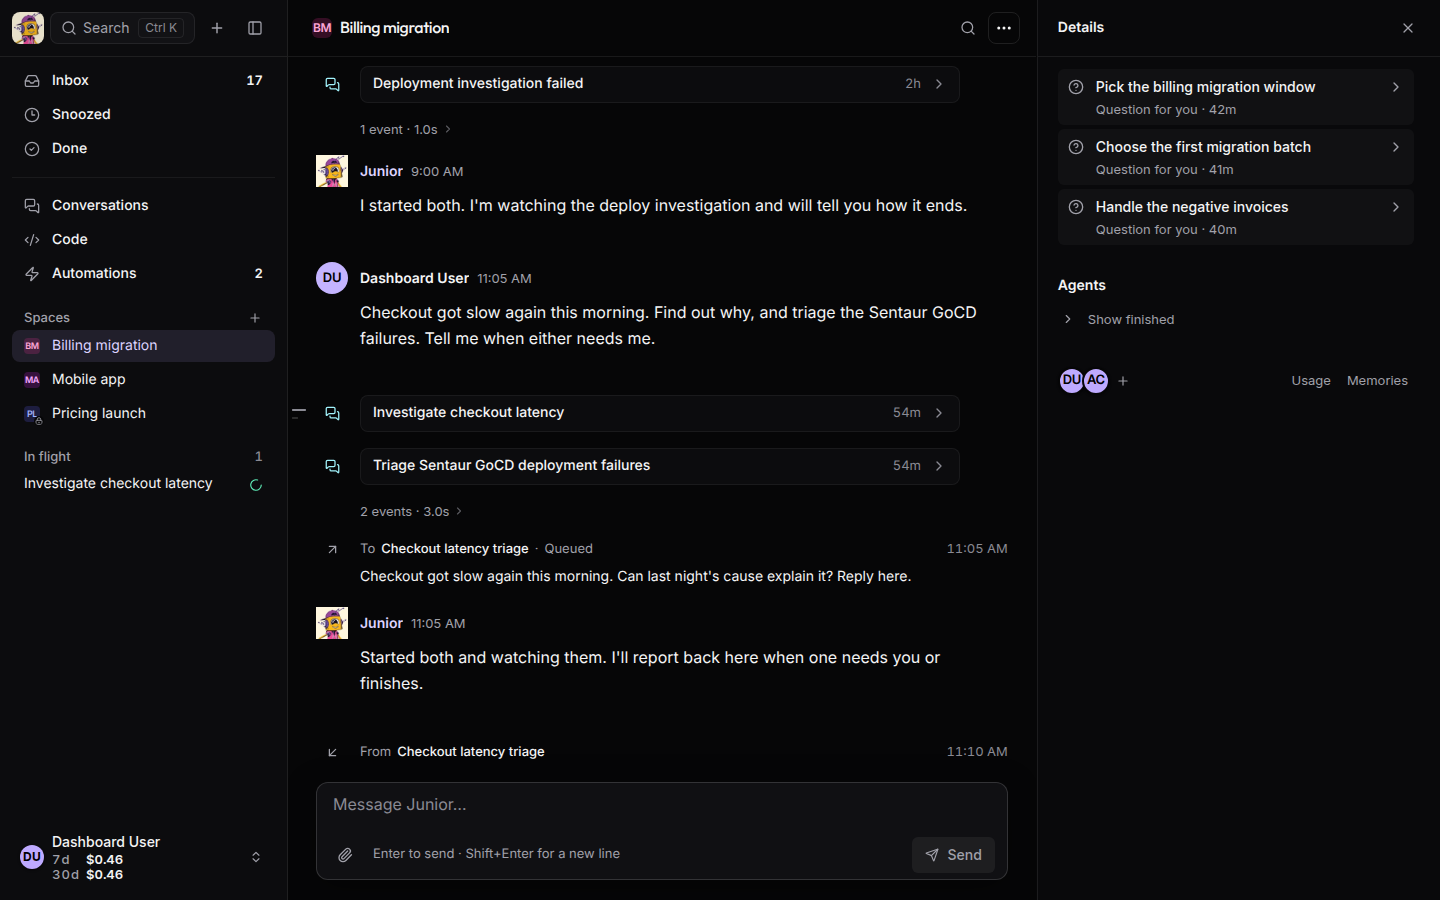 Search Ctrl K
Inbox 17
Snoozed
Done
Conversations
Code
Automations 2
Spaces
BM Billing migration
MA Mobile app
PL Pricing launch
In flight 1
Investigate checkout latency
DU Dashboard User
7d $0.46
30d $0.46
BM Billing migration
Deployment investigation failed 2h
1 event · 1.0s
Junior 9:00 AM
I started both. I'm watching the deploy investigation and will tell you how it ends.
DU Dashboard User 11:05 AM
Checkout got slow again this morning. Find out why, and triage the Sentaur GoCD
failures. Tell me when either needs me.
Investigate checkout latency 54m
Triage Sentaur GoCD deployment failures 54m
2 events · 3.0s
To Checkout latency triage · Queued 11:05 AM
Checkout got slow again this morning. Can last night's cause explain it? Reply here.
Junior 11:05 AM
Started both and watching them. I'll report back here when one needs you or
finishes.
From Checkout latency triage 11:10 AM
Message Junior...
Enter to send · Shift+Enter for a new line Send
Details
Pick the billing migration window
Question for you · 42m
Choose the first migration batch
Question for you · 41m
Handle the negative invoices
Question for you · 40m
Agents
Show finished
DU AC Usage Memories